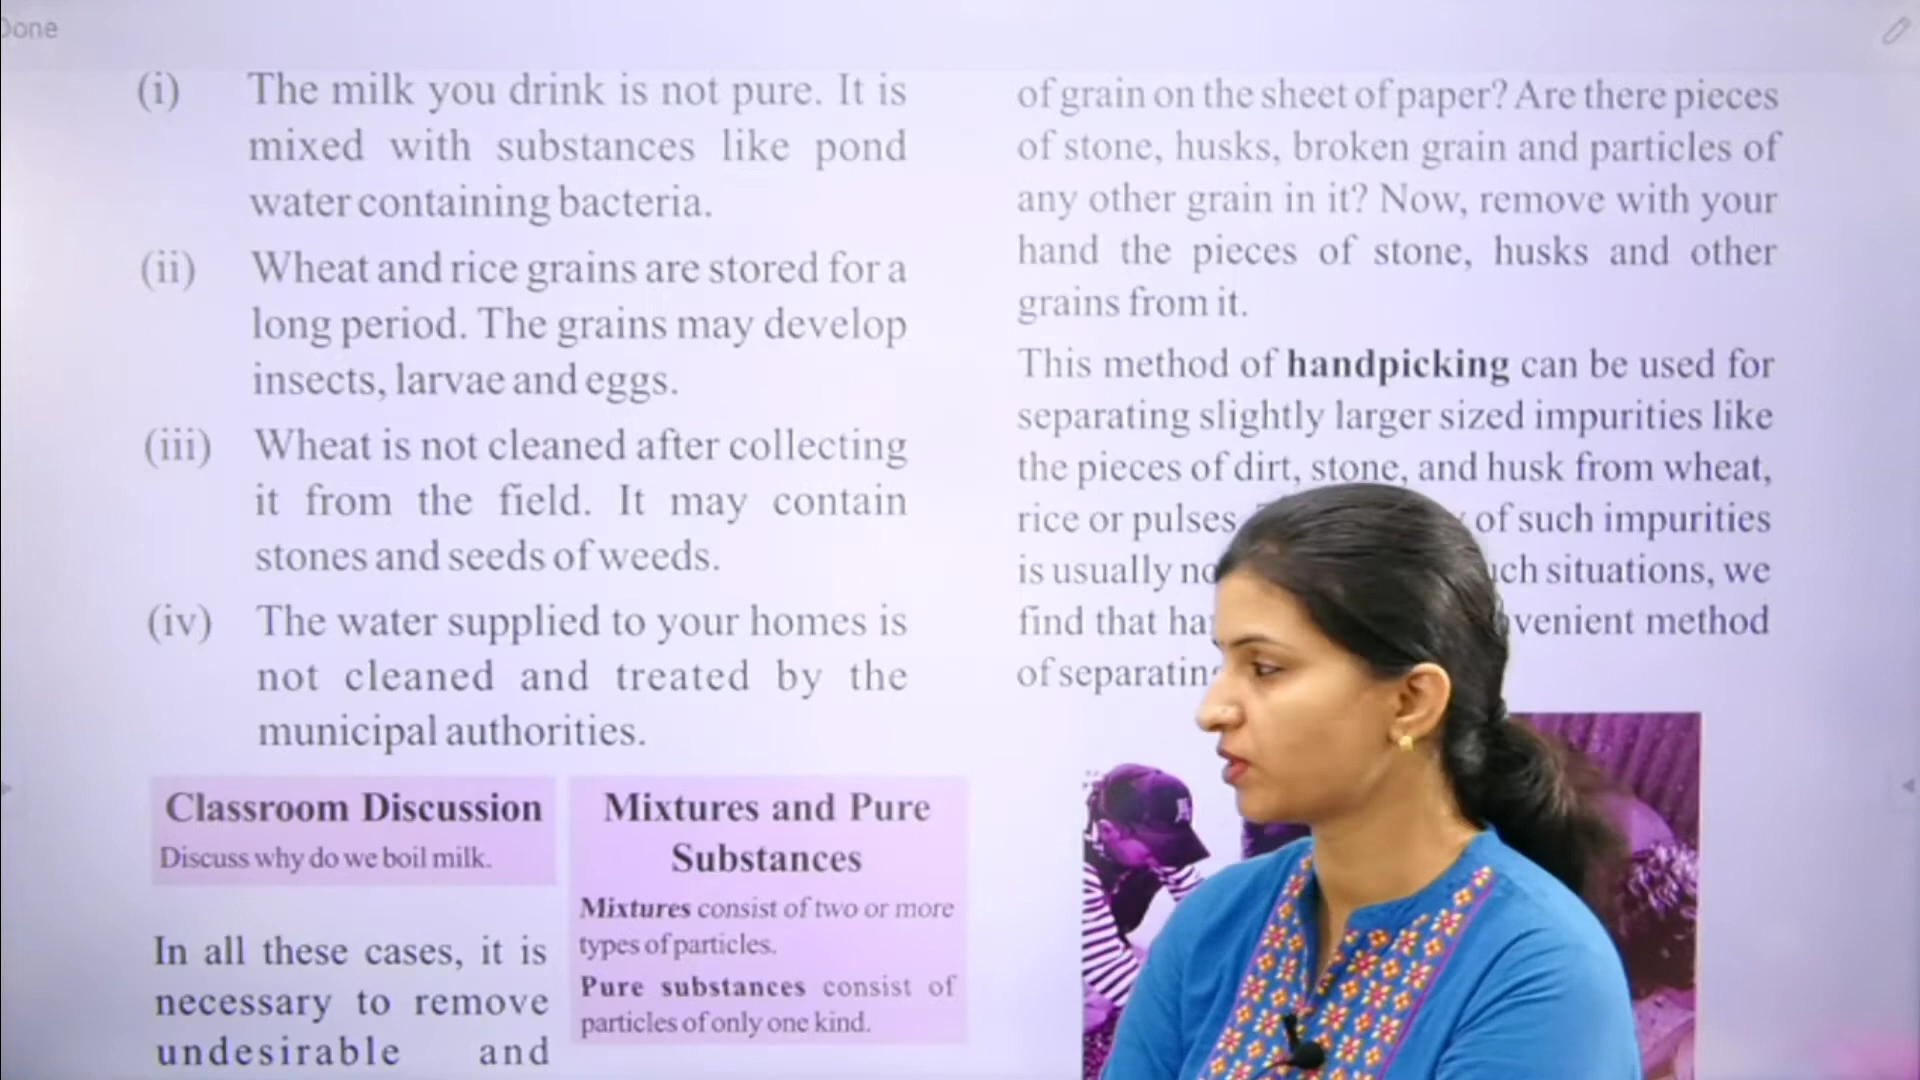 Done
(i) The milk you drink is not pure. It is
mixed with substances like pond
water containing bacteria.
(ii) Wheat and rice grains are stored for a
long period. The grains may develop
insects, larvae and eggs.
(iii) Wheat is not cleaned after collecting
it from the field. It may contain
stones and seeds of weeds.
(iv) The water supplied to your homes is
not cleaned and treated by the
municipal authorities.
Classroom Discussion
Discuss why do we boil milk.
In all these cases, it is
necessary to remove
undesirable and
Mixtures and Pure
Substances
Mixtures consist of two or more
types of particles.
Pure substances consist of
particles of only one kind.
of grain on the sheet of paper? Are there pieces
of stone, husks, broken grain and particles of
any other grain in it? Now, remove with your
hand the pieces of stone, husks and other
grains from it.
This method of handpicking can be used for
separating slightly larger sized impurities like
the pieces of dirt, stone, and husk from wheat,
rice or pulses of such impurities
is usually situations, we
find that method
of